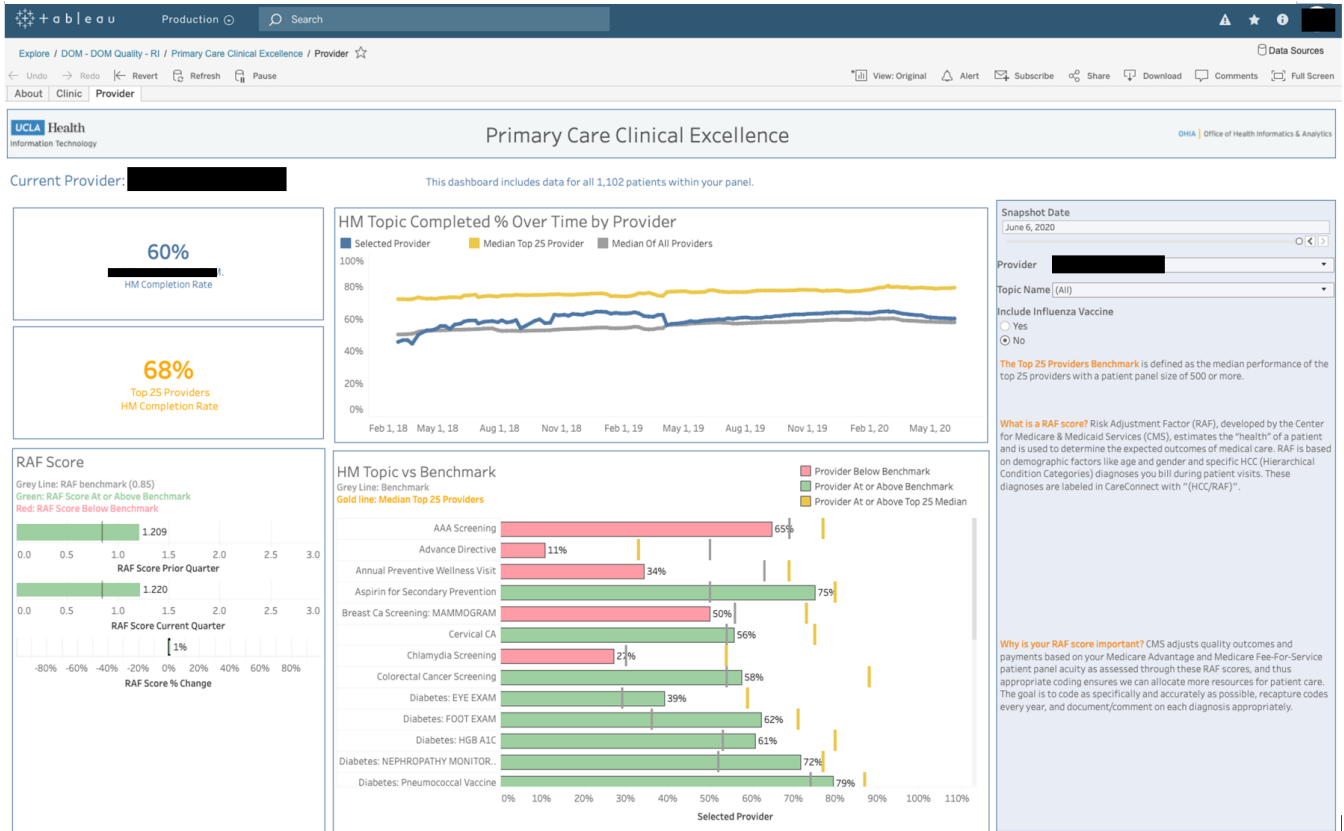 + a b l e a u
Production
Search
Explore / DOM - DOM Quality - RI / Primary Care Clinical Excellence / Provider
Data Sources
Undo Redo Revert Refresh Pause
View: Original Alert Subscribe Share Download Comments Full Screen
About Clinic Provider
UCLA Health
Information Technology
Primary Care Clinical Excellence
OHIA | Office of Health Informatics & Analytics
Current Provider:
This dashboard includes data for all 1,102 patients within your panel.
60%
HM Completion Rate
68%
Top 25 Providers
HM Completion Rate
RAF Score
Grey Line: RAF benchmark (0.85)
Green: RAF Score At or Above Benchmark
Red: RAF Score Below Benchmark
1.209
0.0 0.5 1.0 1.5 2.0 2.5 3.0
RAF Score Prior Quarter
1.220
0.0 0.5 1.0 1.5 2.0 2.5 3.0
RAF Score Current Quarter
1%
-80% -60% -40% -20% 0% 20% 40% 60% 80%
RAF Score % Change
HM Topic Completed % Over Time by Provider
Selected Provider Median Top 25 Provider Median Of All Providers
100%
80%
60%
40%
20%
0%
Feb 1, 18 May 1, 18 Aug 1, 18 Nov 1, 18 Feb 1, 19 May 1, 19 Aug 1, 19 Nov 1, 19 Feb 1, 20 May 1, 20
HM Topic vs Benchmark
Grey Line: Benchmark
Gold line: Median Top 25 Providers
Provider Below Benchmark
Provider At or Above Benchmark
Provider At or Above Top 25 Median
AAA Screening 65%
Advance Directive 11%
Annual Preventive Wellness Visit 34%
Aspirin for Secondary Prevention 75%
Breast Ca Screening: MAMMOGRAM 50%
Cervical CA 56%
Chlamydia Screening 27%
Colorectal Cancer Screening 58%
Diabetes: EYE EXAM 39%
Diabetes: FOOT EXAM 62%
Diabetes: HGB A1C 61%
Diabetes: NEPHROPATHY MONITOR.. 72%
Diabetes: Pneumococcal Vaccine 79%
0% 10% 20% 30% 40% 50% 60% 70% 80% 90% 100% 110%
Selected Provider
Snapshot Date
June 6, 2020
Provider
Topic Name (All)
Include Influenza Vaccine
Yes
No
The Top 25 Providers Benchmark is defined as the median performance of the
top 25 providers with a patient panel size of 500 or more.
What is a RAF score? Risk Adjustment Factor (RAF), developed by the Center
for Medicare & Medicaid Services (CMS), estimates the "health" of a patient
and is used to determine the expected outcomes of medical care. RAF is based
on demographic factors like age and gender and specific HCC (Hierarchical
Condition Categories) diagnoses you bill during patient visits. These
diagnoses are labeled in CareConnect with "(HCC/RAF)".
Why is your RAF score important? CMS adjusts quality outcomes and
payments based on your Medicare Advantage and Medicare Fee-For-Service
patient panel acuity as asssessd through these RAF scores, and thus
appropriate coding ensures we can allocate more resources for patient care.
The goal is to code as specifically and accurately as possible, recapture codes
every year, and document/comment on each diagnosis appropriately.